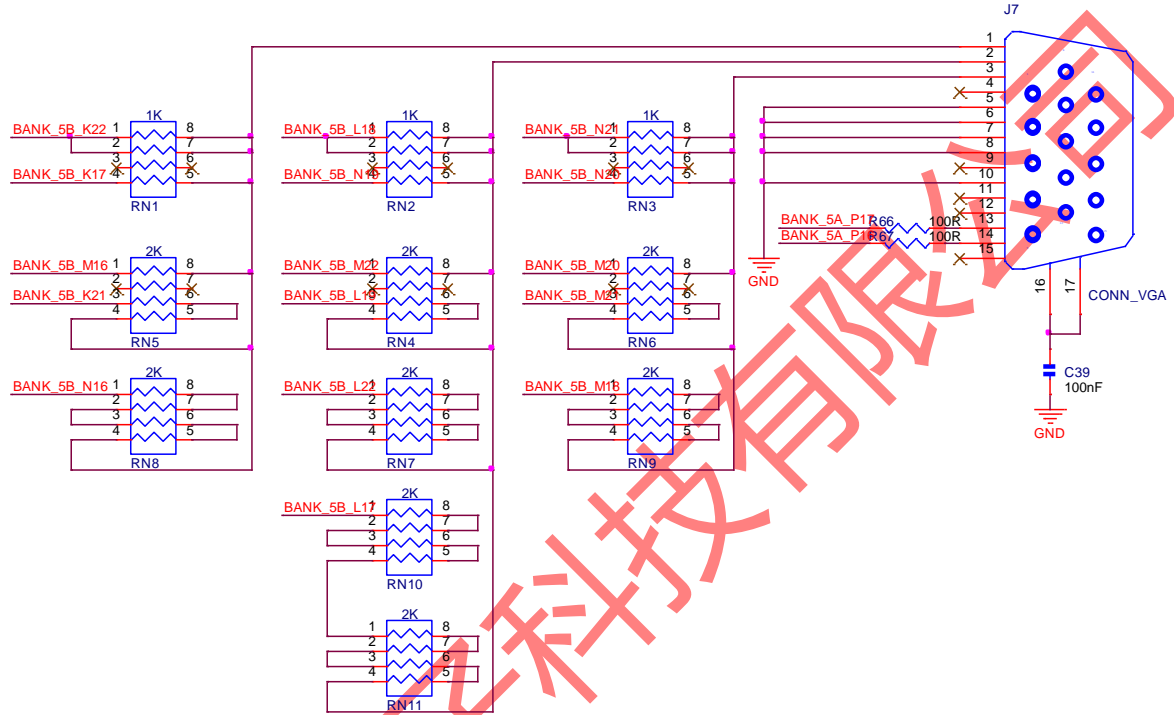 J7
1
2
3
4
5
6
7
8
9
10
11
12
13
14
15
16
17
CONN_VGA
1K
BANK_5B_K22 1 8
2 7
3 6
BANK_5B_K17 4 5
RN1
1K
BANK_5B_L18 1 8
2 7
3 6
4 5
RN2
1K
BANK_5B_N21 1 8
2 7
3 6
BANK_5B_N20 4 5
RN3
BANK_5A_P17 R66 100R
R67 100R
GND
2K
BANK_5B_M16 1 8
2 7
BANK_5B_K21 3 6
4 5
RN5
2K
BANK_5B_M22 1 8
2 7
BANK_5B_L19 3 6
4 5
RN4
2K
BANK_5B_M20 1 8
2 7
3 6
4 5
RN6
C39
100nF
GND
2K
BANK_5B_N16 1 8
2 7
3 6
4 5
RN8
2K
BANK_5B_L22 1 8
2 7
3 6
4 5
RN7
2K
BANK_5B_M18 1 8
2 7
3 6
4 5
RN9
2K
BANK_5B_L17 1 8
2 7
3 6
4 5
RN10
2K
1 8
2 7
3 6
4 5
RN11
科技有限公司